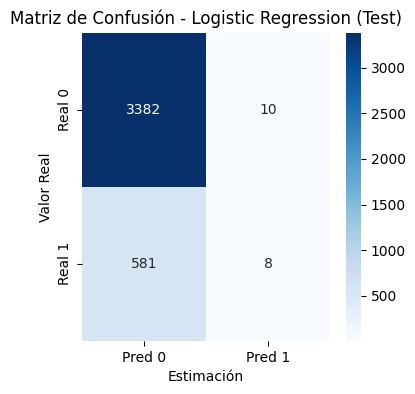 Matriz de Confusión - Logistic Regression (Test)
Valor Real
Real 0
Real 1
3382
10
581
8
Pred 0
Pred 1
Estimación
3000
2500
2000
1500
1000
500